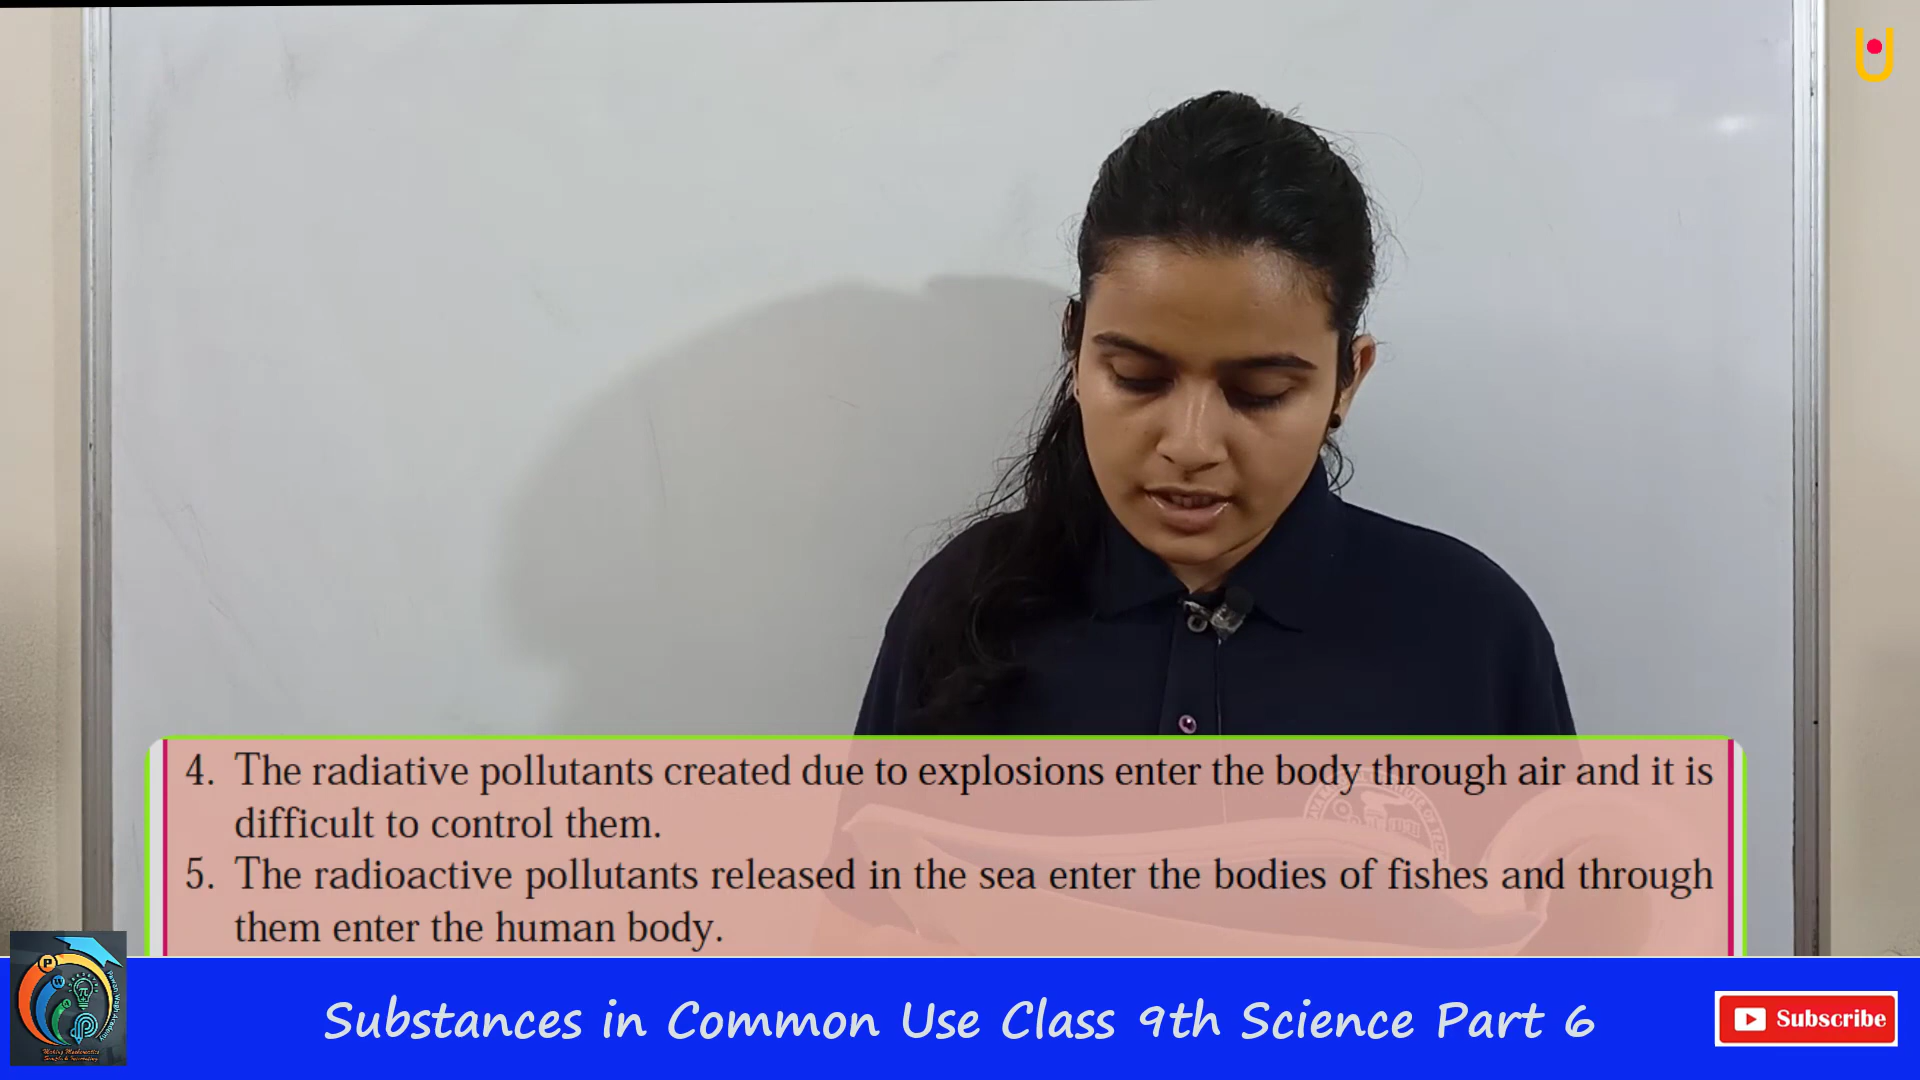 4. The radiative pollutants created due to explosions enter the body through air and it is
difficult to control them.
5. The radioactive pollutants released in the sea enter the bodies of fishes and through
them enter the human body.
Substances in Common Use Class 9th Science Part 6
Subscribe